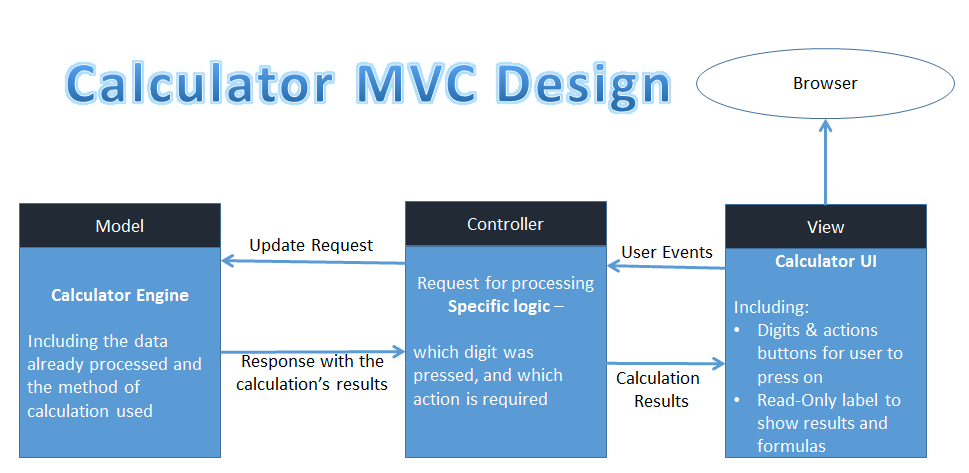 Calculator MVC Design
Browser
Model
Calculator Engine
Including the data
already processed and
the method of
calculation used
Update Request
Response with the
calculation's results
Controller
Request for processing
Specific logic –
which digit was
pressed, and which
action is required
User Events
Calculation
Results
View
Calculator UI
Including:
• Digits & actions
buttons for user to
press on
• Read-Only label to
show results and
formulas